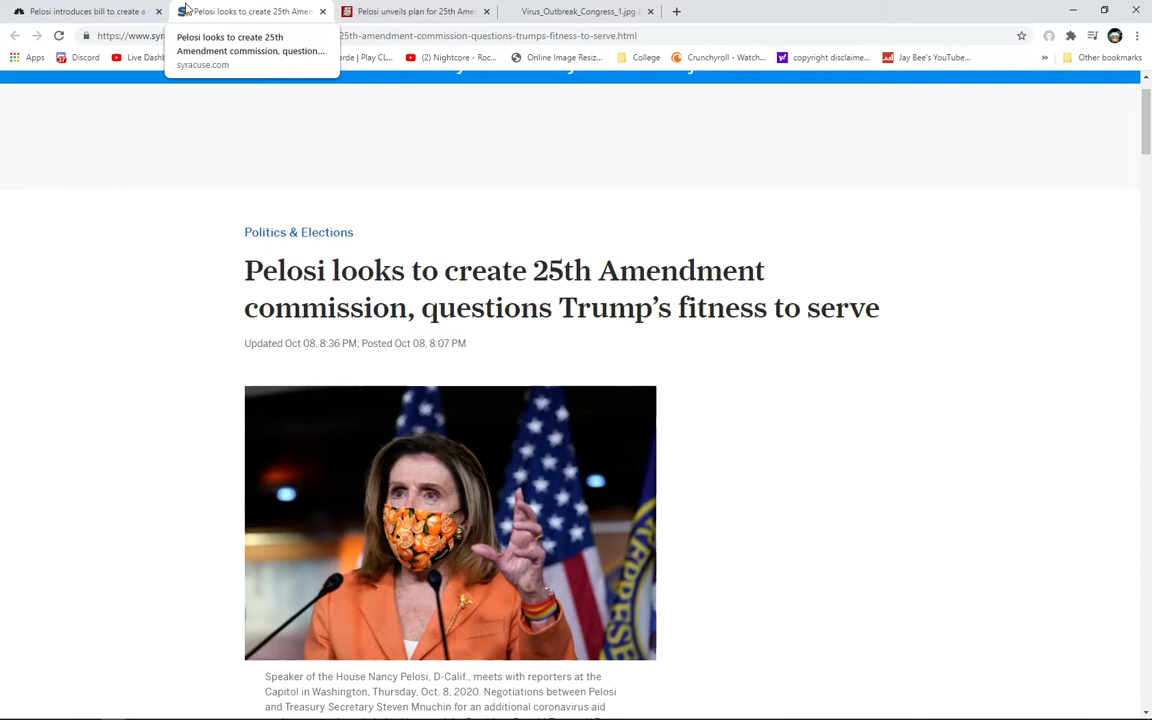 Pelosi introduces bill to create a
Pelosi looks to create 25th Amen
Pelosi unveils plan for 25th Ame
Virus_Outbreak_Congress_1.jpg
https://www.syr
25th-amendment-commission-questions-trumps-fitness-to-serve.html
Pelosi looks to create 25th
Amendment commission, question...
syracuse.com
Apps
Discord
Live Dash
orde | Play CL...
(2) Nightcore - Roc...
Online Image Resiz...
College
Crunchyroll - Watch...
copyright disclaime...
Jay Bee's YouTube...
»
Other bookmarks
Politics & Elections
Pelosi looks to create 25th Amendment
commission, questions Trump's fitness to serve
Updated Oct 08, 8:36 PM; Posted Oct 08, 8:07 PM
Speaker of the House Nancy Pelosi, D-Calif., meets with reporters at the
Capitol in Washington, Thursday, Oct. 8, 2020. Negotiations between Pelosi
and Treasury Secretary Steven Mnuchin for an additional coronavirus aid